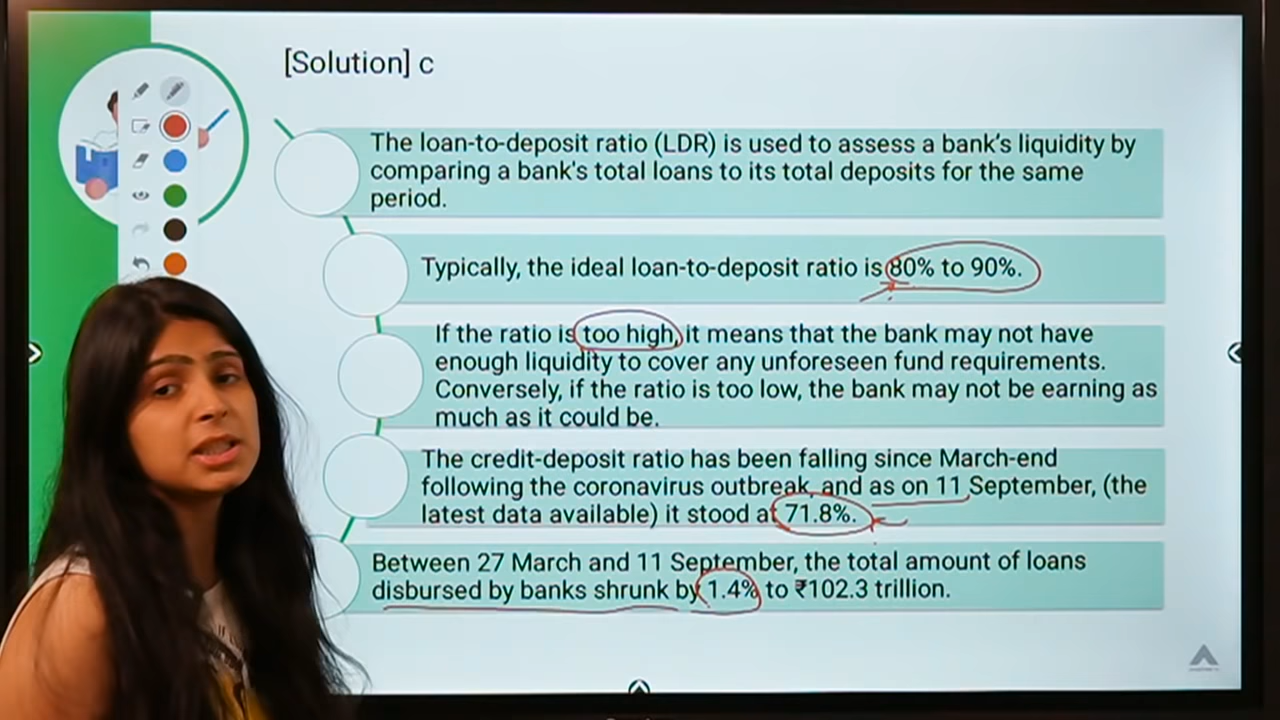 [Solution] c
The loan-to-deposit ratio (LDR) is used to assess a bank's liquidity by
comparing a bank's total loans to its total deposits for the same
period.
Typically, the ideal loan-to-deposit ratio is 80% to 90%.
If the ratio is too high, it means that the bank may not have
enough liquidity to cover any unforeseen fund requirements.
Conversely, if the ratio is too low, the bank may not be earning as
much as it could be.
The credit-deposit ratio has been falling since March-end
following the coronavirus outbreak, and as on 11 September, (the
latest data available) it stood at 71.8%.
Between 27 March and 11 September, the total amount of loans
disbursed by banks shrunk by 1.4% to ₹102.3 trillion.